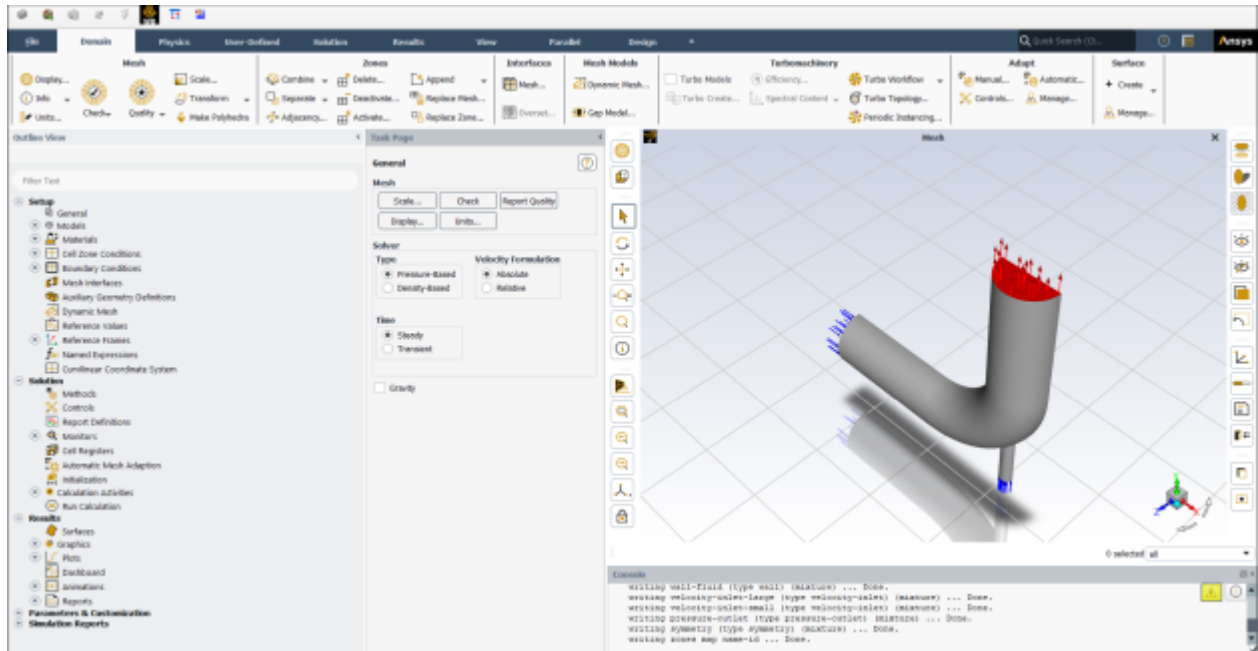 File Domain Physics User-Defined Solution Results View Parallel Design Quick Search (C... Ansys
Mesh Zones Interfaces Mesh Models Turbomachinery Adapt Surface
Display... Scale... Combine Delete... Append Mesh... Dynamic Mesh... Turbo Models Efficiency... Turbo Workflow Manual... Automatic... Create
Info Transform Separate Deactivate... Replace Mesh... Turbo Create... Spectral Content Turbo Topology... Controls... Manage...
Units... Check Quality Make Polyhedra Adjacency... Activate... Replace Zone... Overset... Gap Model... Periodic Instancing... Manage...
Outline View
Filter Text
Setup
General
Models
Materials
Cell Zone Conditions
Boundary Conditions
Mesh Interfaces
Auxiliary Geometry Definitions
Dynamic Mesh
Reference Values
Reference Frames
Named Expressions
Curvilinear Coordinate System
Solution
Methods
Controls
Report Definitions
Monitors
Cell Registers
Automatic Mesh Adaption
Initialization
Calculation Activities
Run Calculation
Results
Surfaces
Graphics
Plots
Dashboard
Animations
Reports
Parameters & Customization
Simulation Reports
Task Page
General
Mesh
Scale... Check Report Quality
Display... Units...
Solver
Type Velocity Formulation
Pressure-Based Absolute
Density-Based Relative
Time
Steady
Transient
Gravity
Mesh
0 selected all
Console
writing wall-fluid (type wall) (mixture) ... Done.
writing velocity-inlet-large (type velocity-inlet) (mixture) ... Done.
writing velocity-inlet-small (type velocity-inlet) (mixture) ... Done.
writing pressure-outlet (type pressure-outlet) (mixture) ... Done.
writing symmetry (type symmetry) (mixture) ... Done.
writing zones map name-id ... Done.